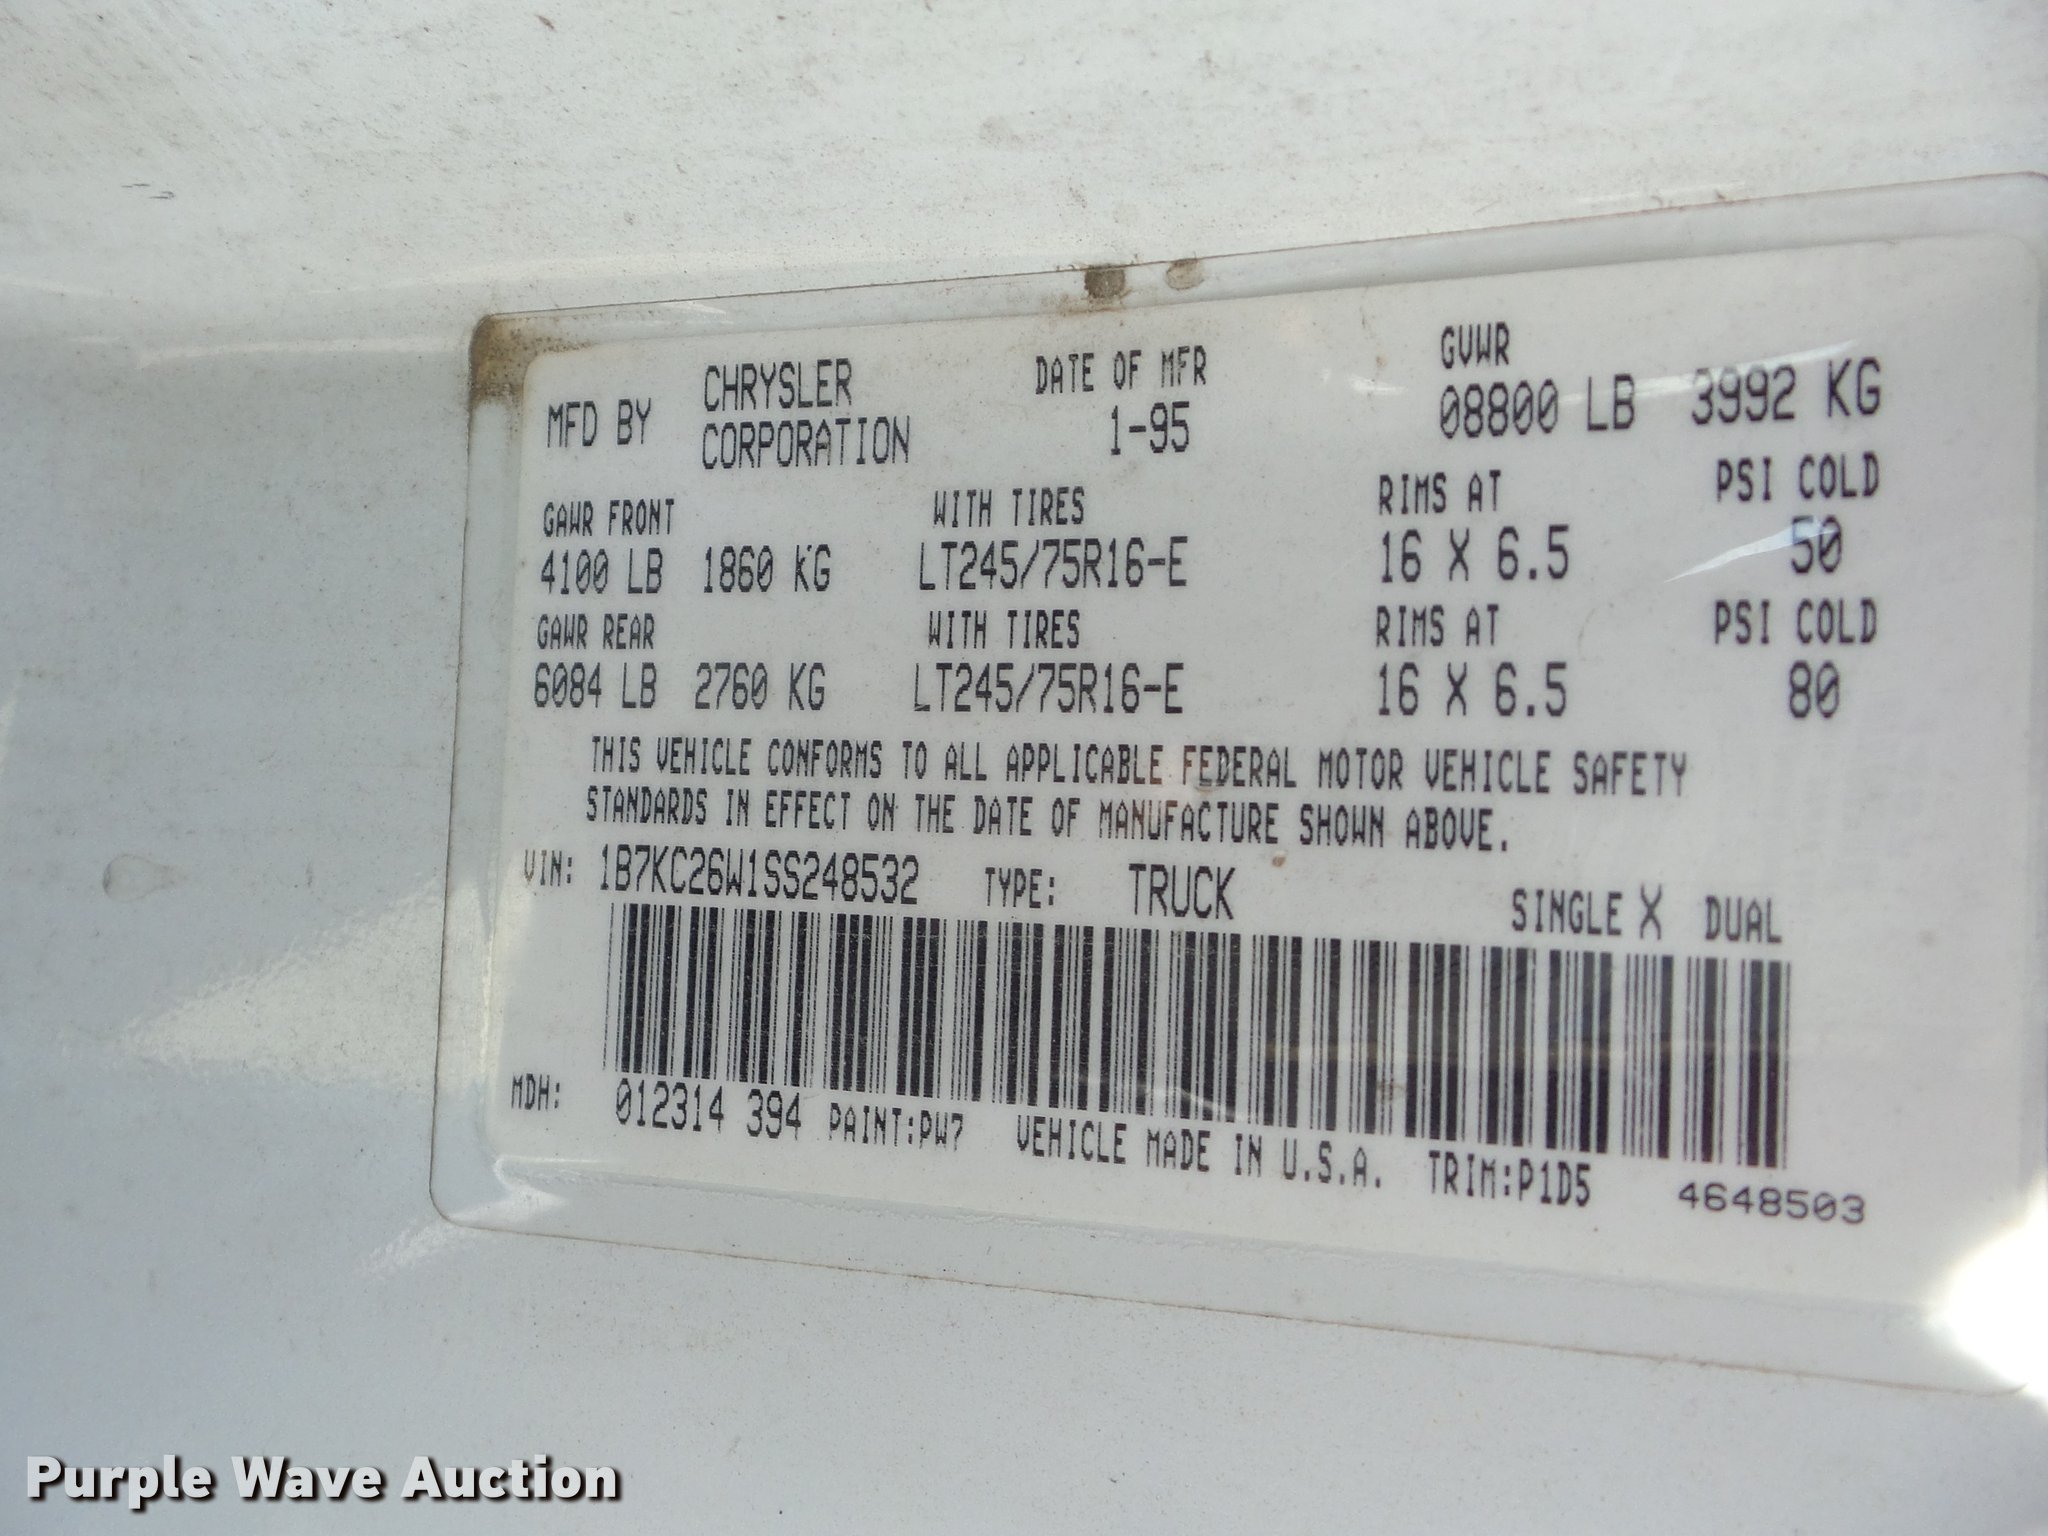 MFD BY CHRYSLER CORPORATION DATE OF MFR 1-95 GVWR 08800 LB 3992 KG
GAWR FRONT WITH TIRES RIMS AT PSI COLD
4100 LB 1860 KG LT245/75R16-E 16 X 6.5 50
GAWR REAR WITH TIRES RIMS AT PSI COLD
6084 LB 2760 KG LT245/75R16-E 16 X 6.5 80
THIS VEHICLE CONFORMS TO ALL APPLICABLE FEDERAL MOTOR VEHICLE SAFETY
STANDARDS IN EFFECT ON THE DATE OF MANUFACTURE SHOWN ABOVE.
VIN: 1B7KC26W1SS248532 TYPE: TRUCK SINGLE X DUAL
MDH: 012314 394 PAINT:PW7 VEHICLE MADE IN U.S.A. TRIM:P1D5 4648503
Purple Wave Auction